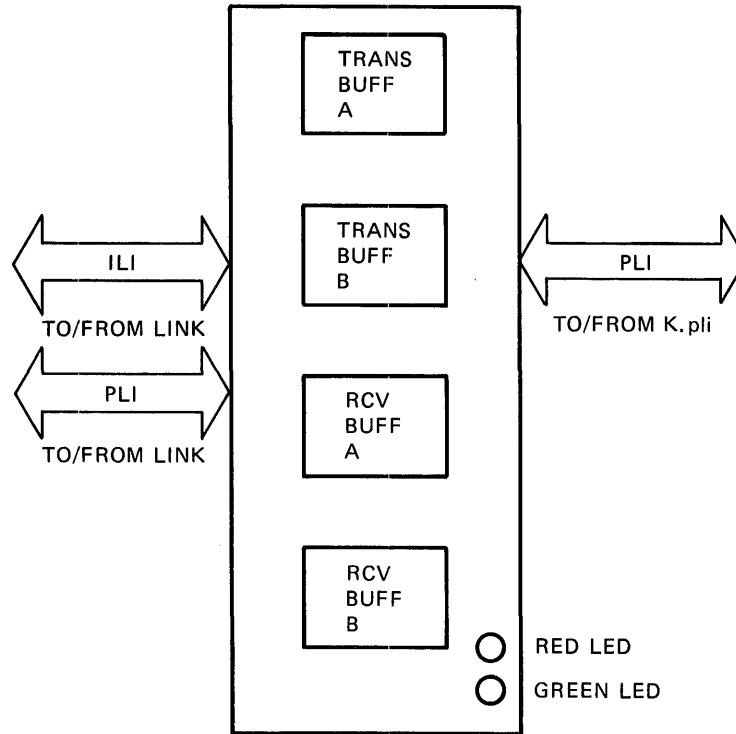 TRANS
BUFF
A
TRANS
BUFF
B
ILI
TO/FROM LINK
PLI
TO/FROM K.pli
PLI
TO/FROM LINK
RCV
BUFF
A
RCV
BUFF
B
RED LED
GREEN LED